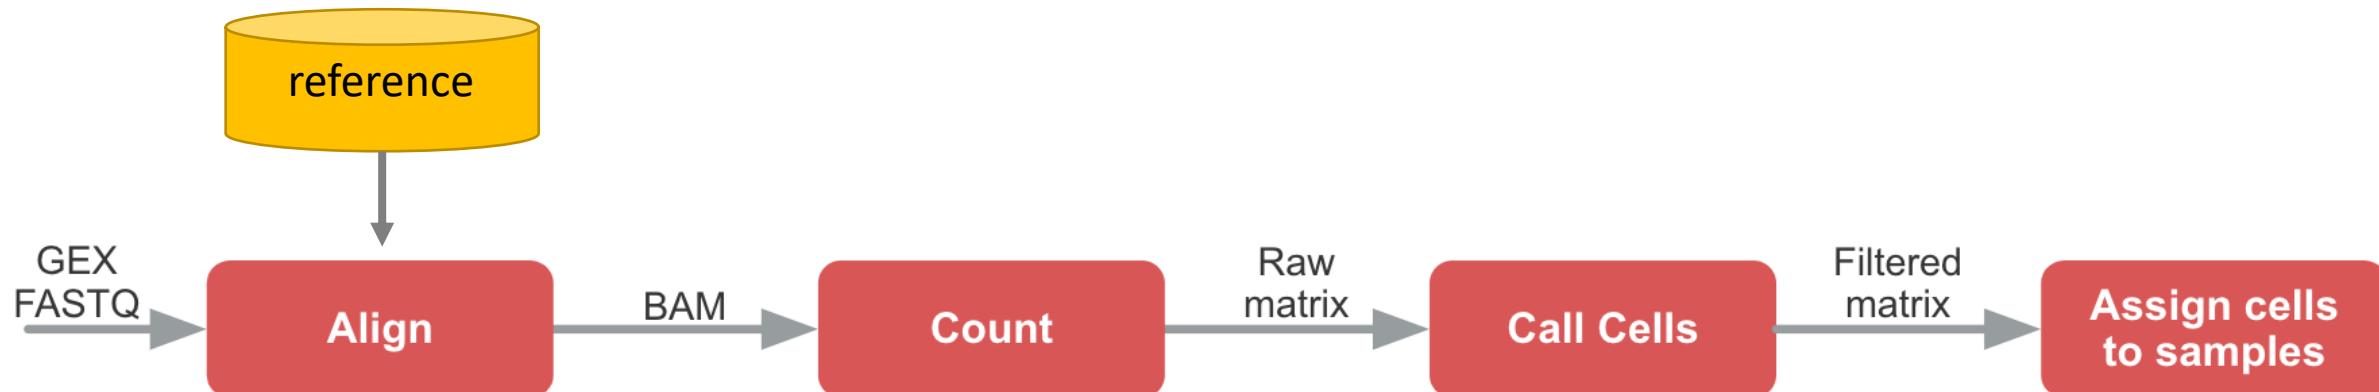 reference
GEX
FASTQ
Align
BAM
Count
Raw
matrix
Call Cells
Filtered
matrix
Assign cells
to samples